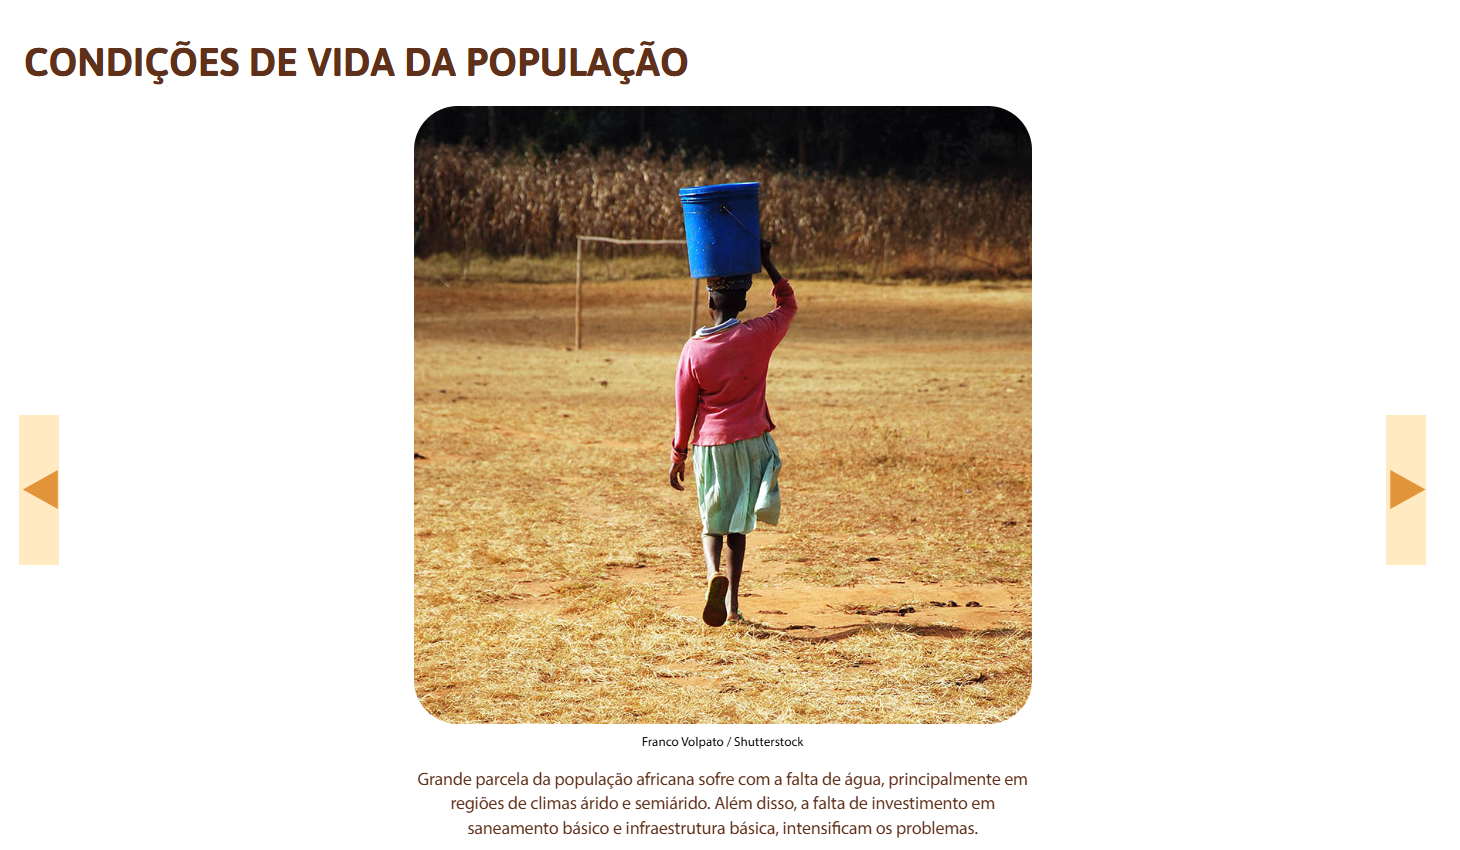 CONDIÇÕES DE VIDA DA POPULAÇÃO
Franco Volpato / Shutterstock
Grande parcela da população africana sofre com a falta de água, principalmente em
regiões de climas árido e semiárido. Além disso, a falta de investimento em
saneamento básico e infraestrutura básica, intensificam os problemas.